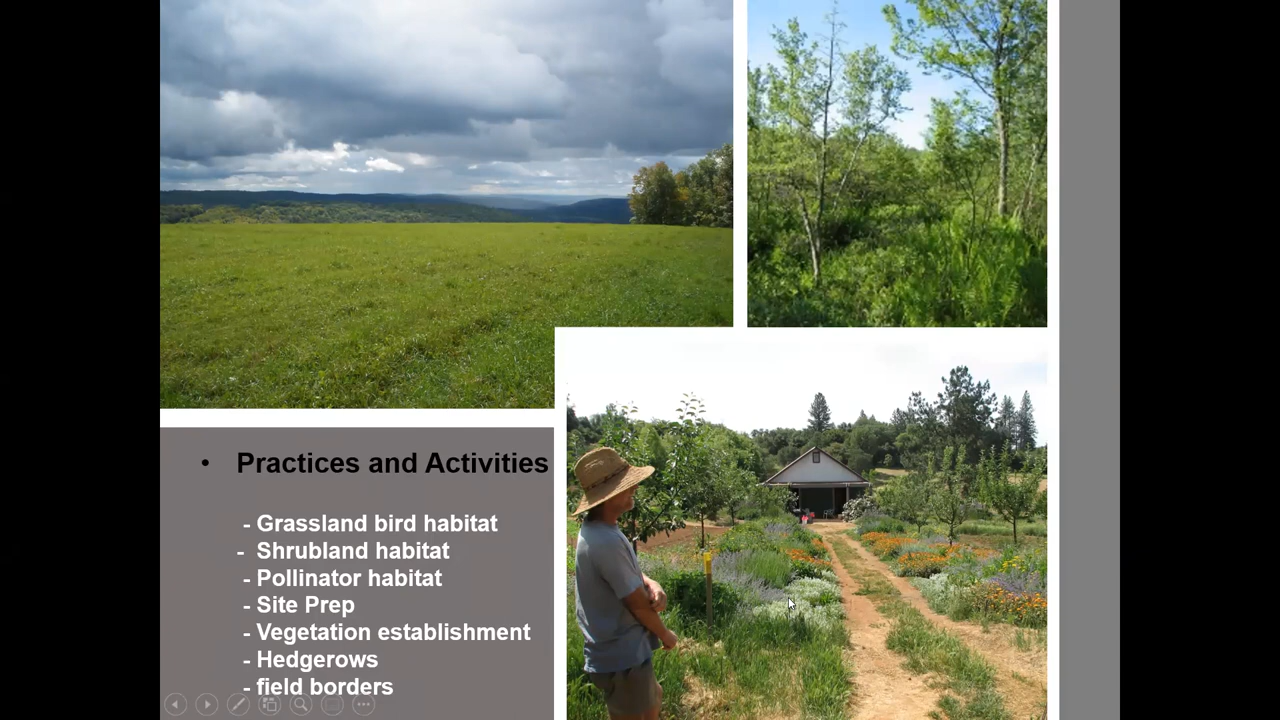 • Practices and Activities
- Grassland bird habitat
- Shrubland habitat
- Pollinator habitat
- Site Prep
- Vegetation establishment
- Hedgerows
- field borders